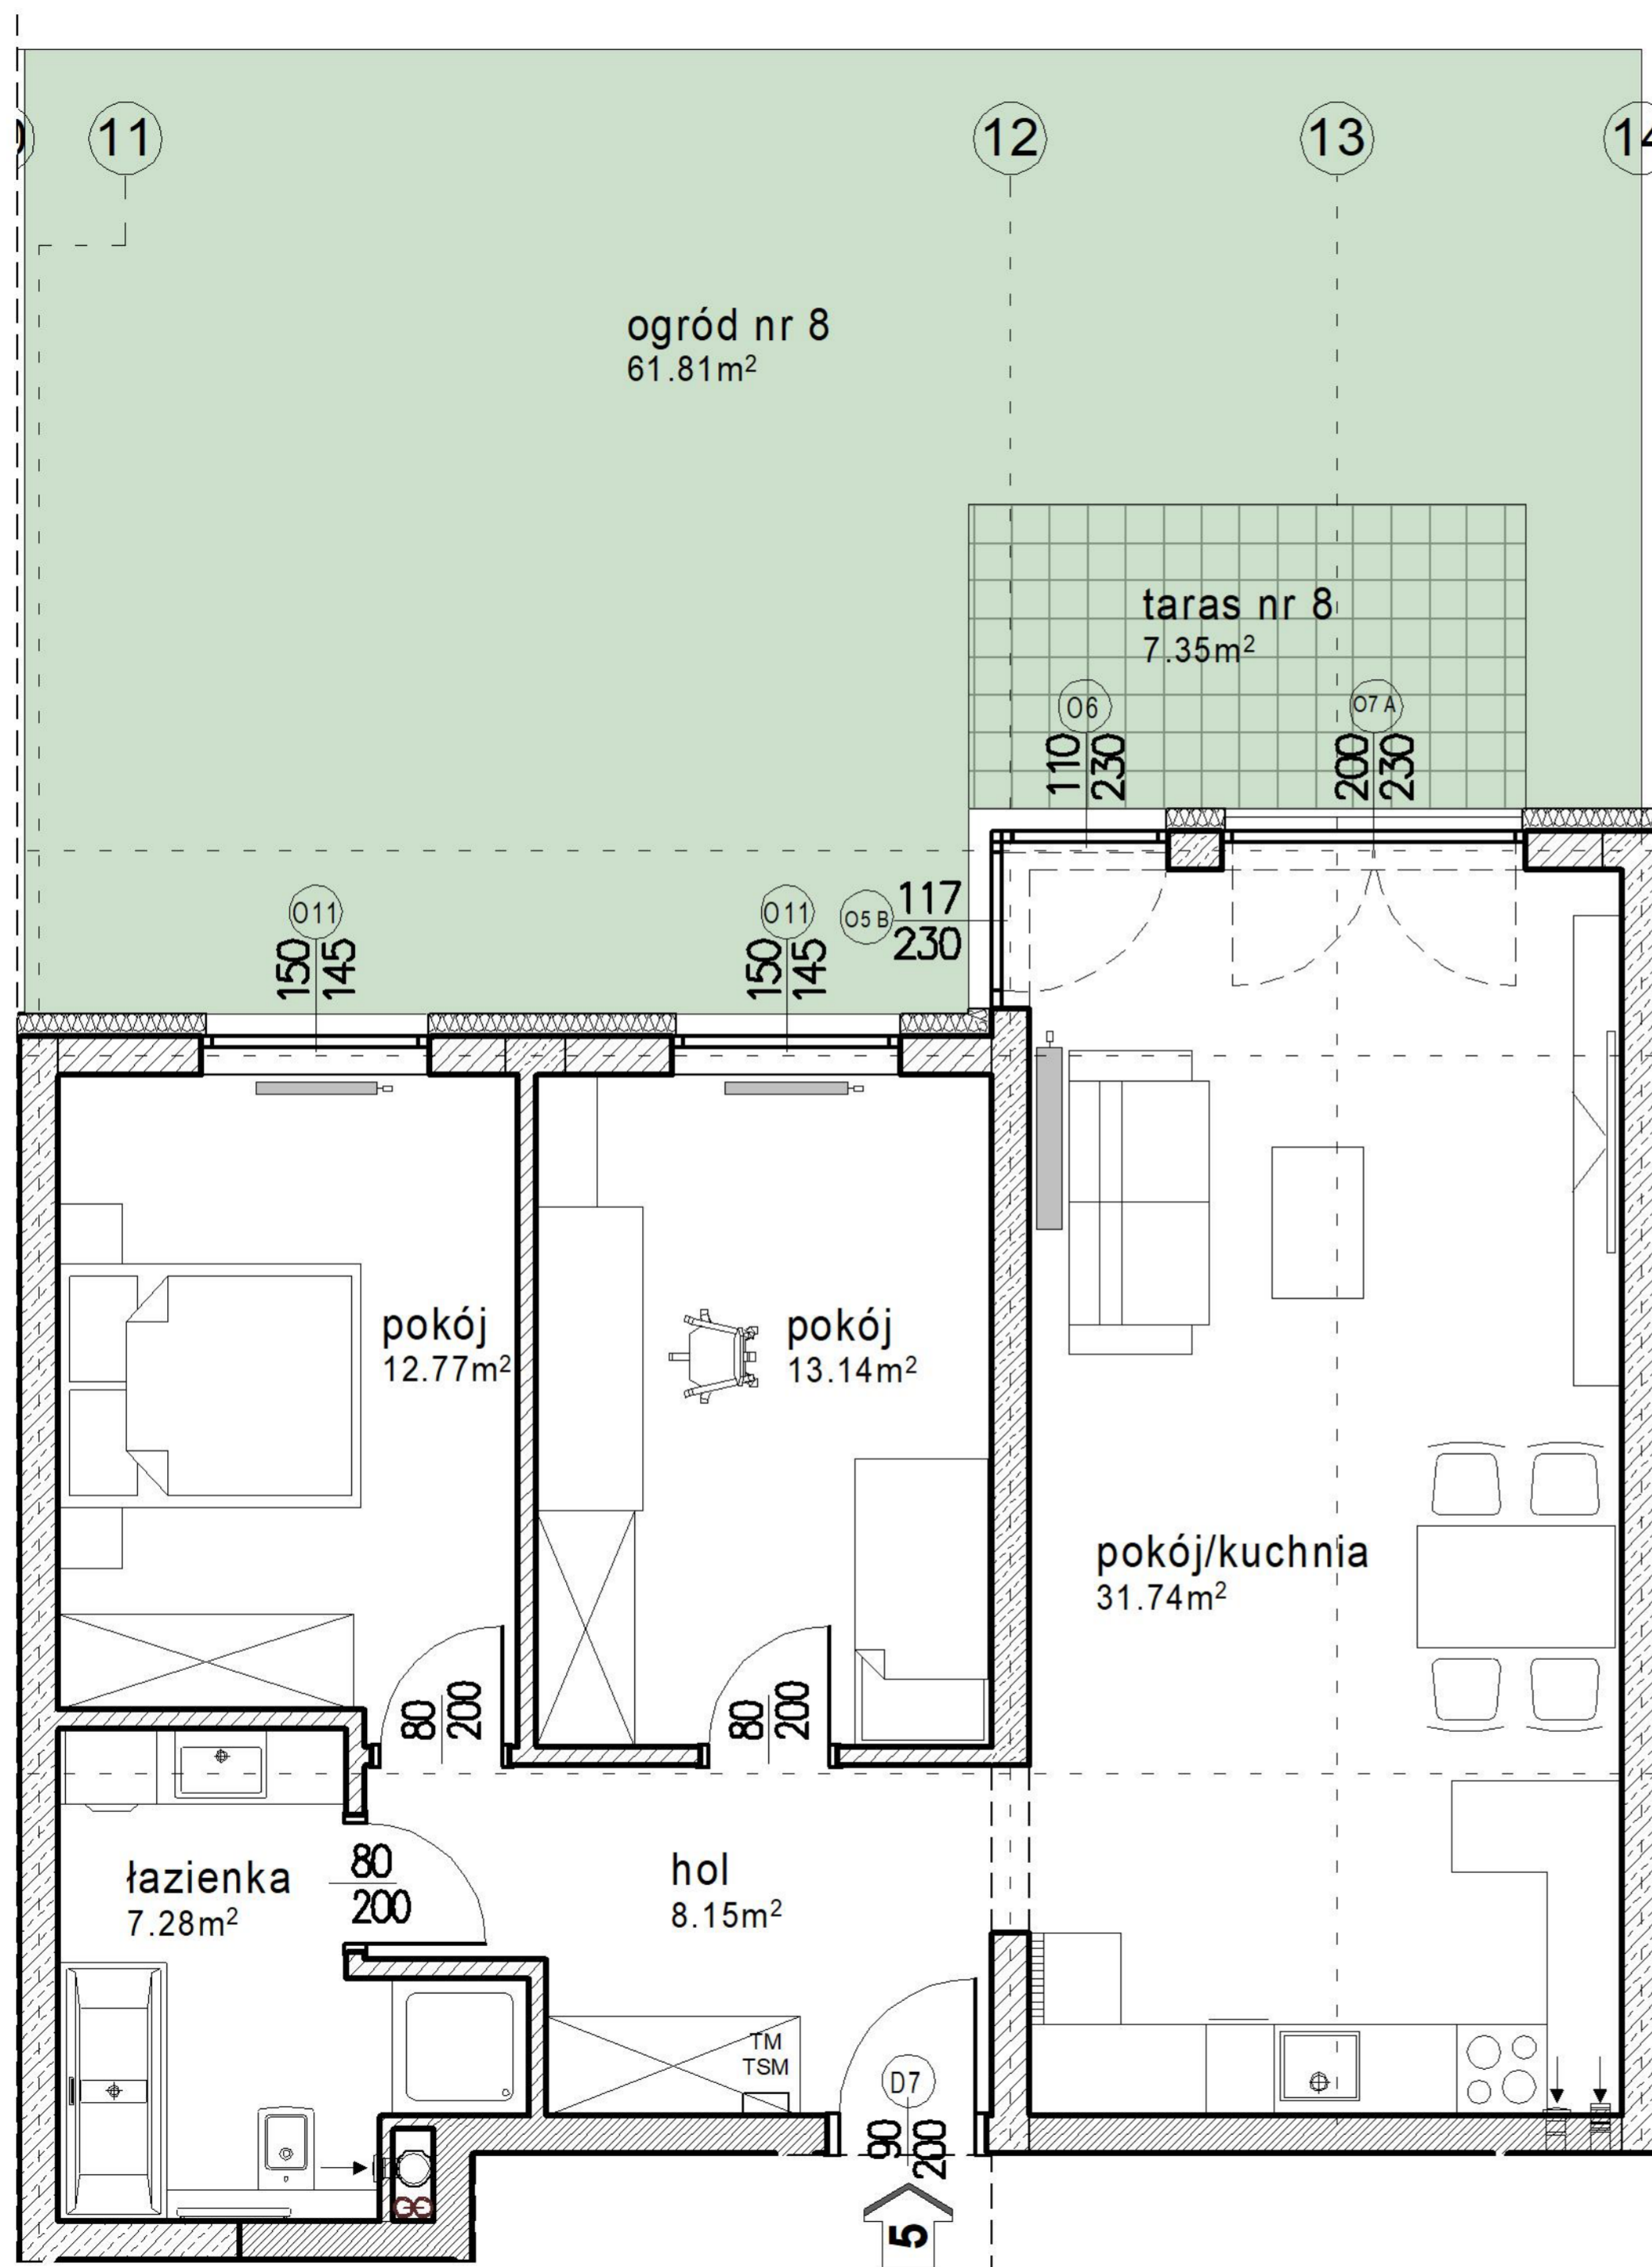 11
12
13
14
ogród nr 8
61.81m²
taras nr 8
7.35m²
O6
110
230
O7 A
200
230
O11
150
145
O11
150
145
O5 B
117
230
pokój
12.77m²
pokój
13.14m²
pokój/kuchnia
31.74m²
80
200
80
200
łazienka
7.28m²
80
200
hol
8.15m²
TM
TSM
D7
90
200
5